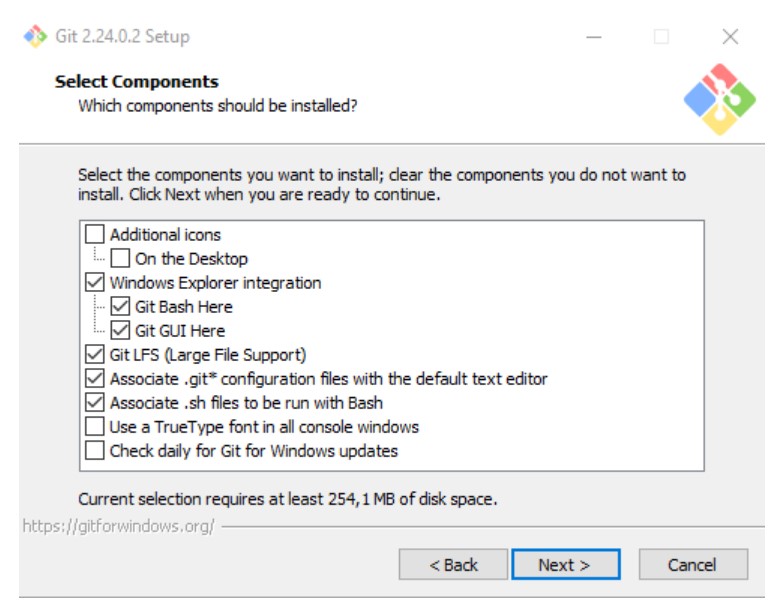 Git 2.24.0.2 Setup
Select Components
Which components should be installed?
Select the components you want to install; clear the components you do not want to
install. Click Next when you are ready to continue.
Additional icons
On the Desktop
Windows Explorer integration
Git Bash Here
Git GUI Here
Git LFS (Large File Support)
Associate .git* configuration files with the default text editor
Associate .sh files to be run with Bash
Use a TrueType font in all console windows
Check daily for Git for Windows updates
Current selection requires at least 254,1 MB of disk space.
https://gitforwindows.org/
< Back Next > Cancel